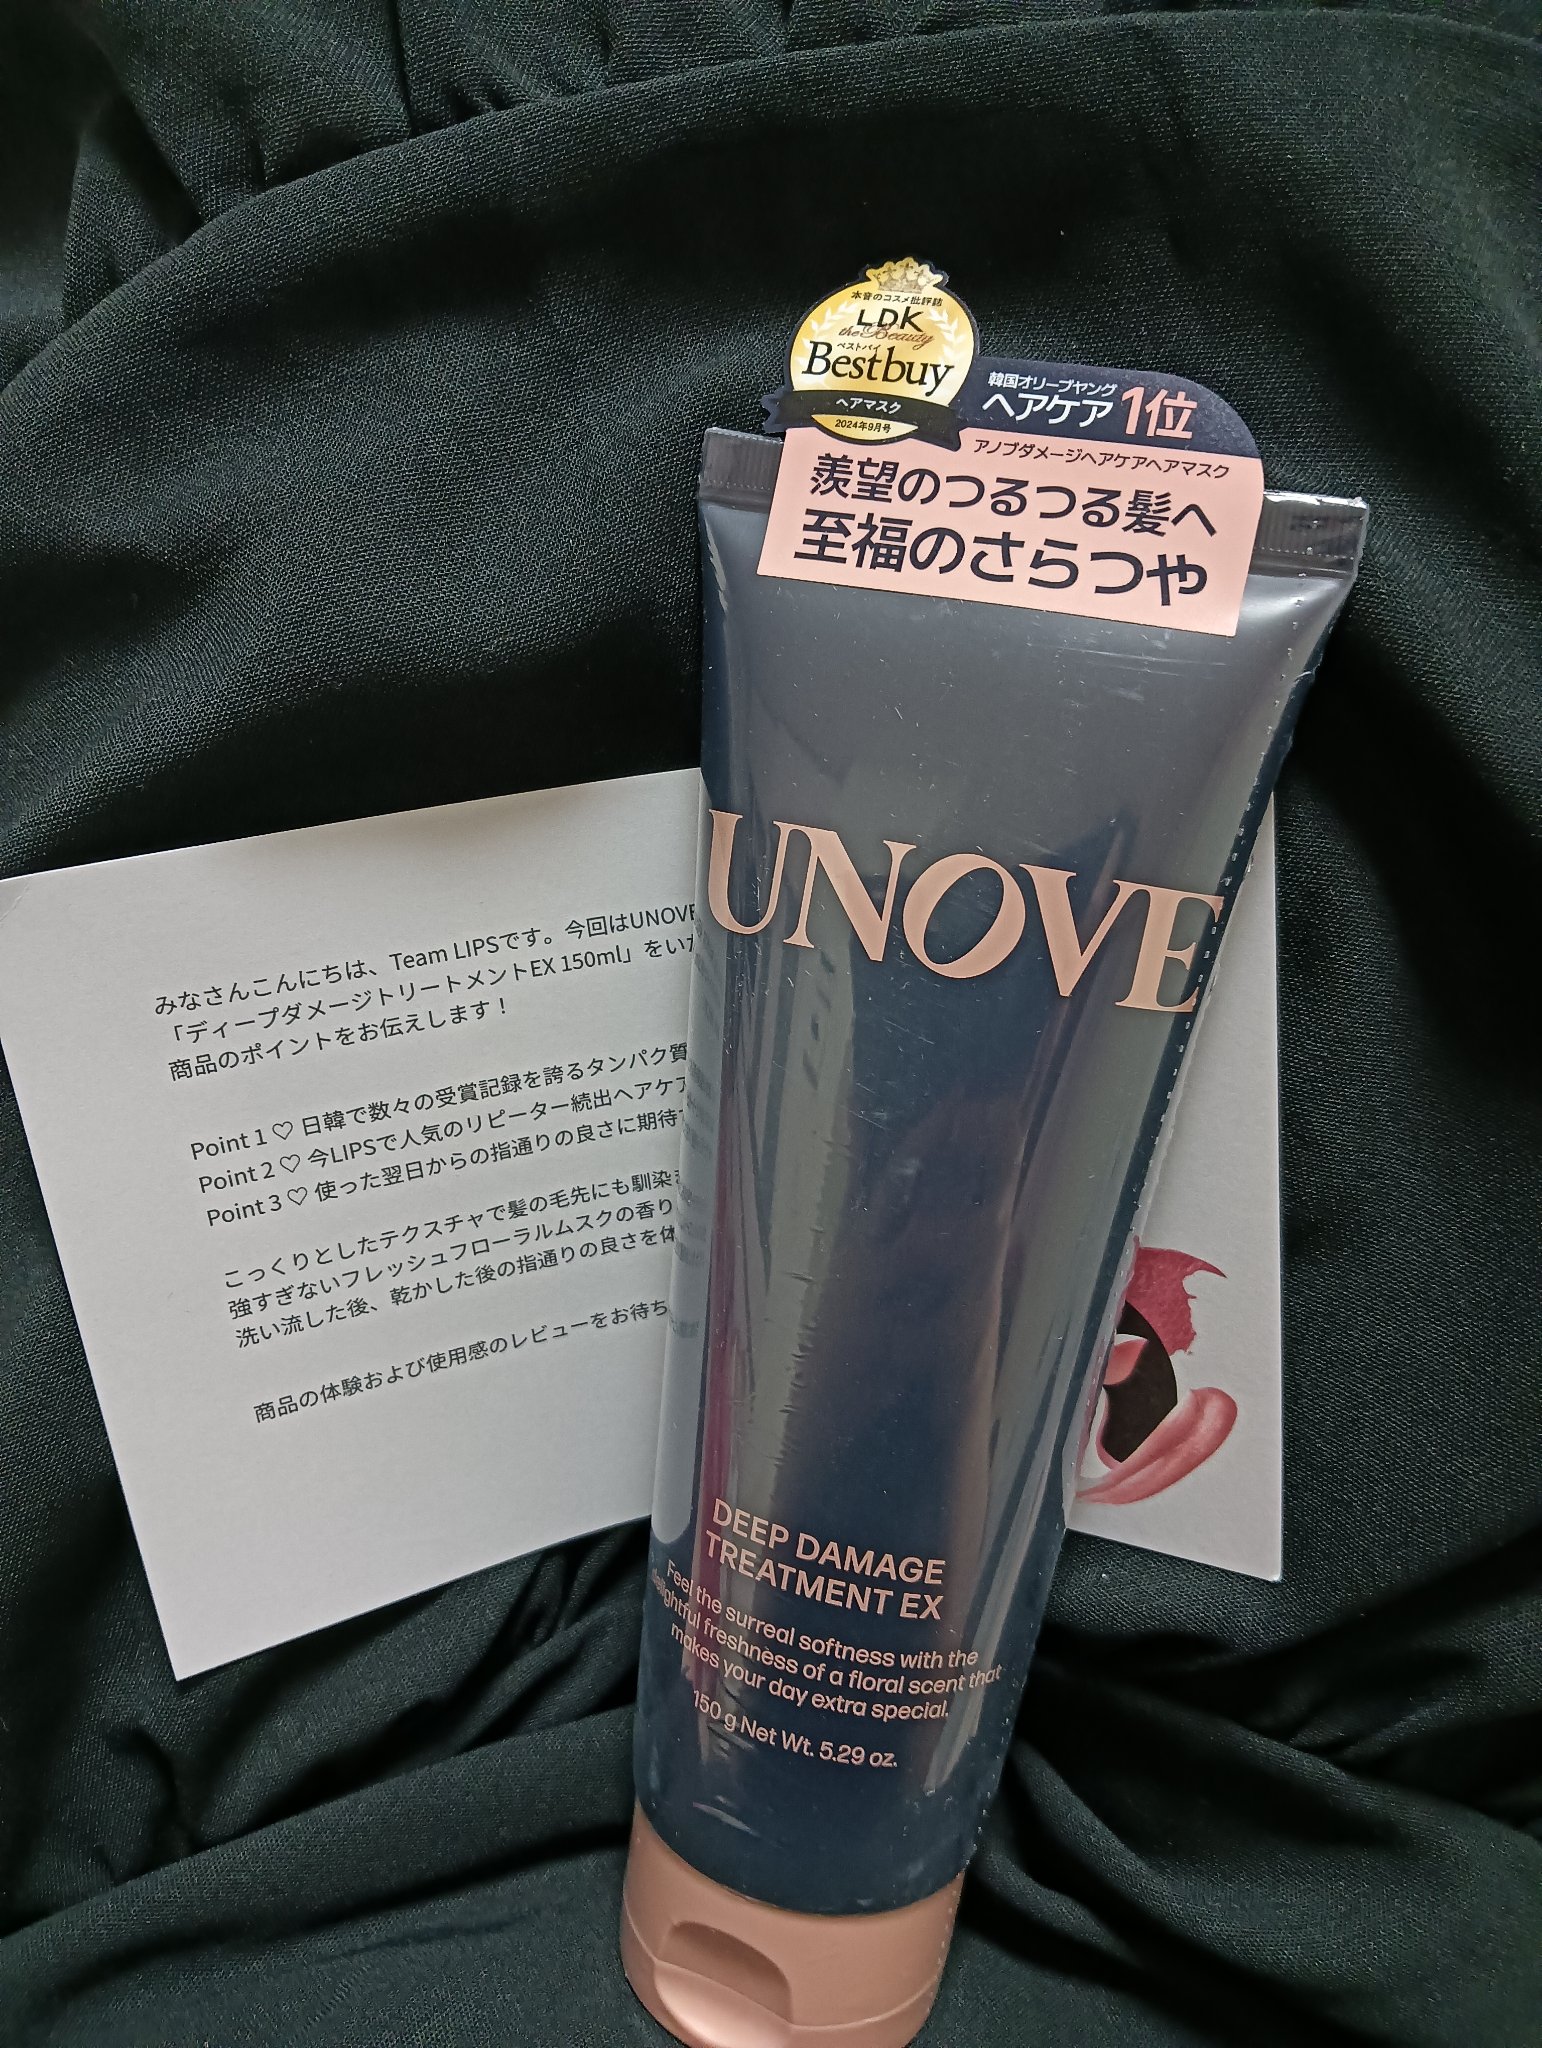 本音のコスメ批評誌
LDK
the Beauty
ベストバイ
Bestbuy
ヘアマスク
2024年9月号
韓国オリーブヤング
ヘアケア1位
アノブダメージヘアケアヘアマスク
羨望のつるつる髪へ
至福のさらつや
UNOVE
DEEP DAMAGE
TREATMENT EX
Feel the surreal softness with the
delightful freshness of a floral scent that
makes your day extra special.
150 g Net Wt. 5.29 oz.
みなさんこんにちは、Team LIPSです。今回はUNOVE
「ディープダメージトリートメントEX 150ml」をいた
商品のポイントをお伝えします！
Point 1 ♡ 日韓で数々の受賞記録を誇るタンパク質
Point 2 ♡ 今LIPSで人気のリピーター続出ヘアケア
Point 3 ♡ 使った翌日からの指通りの良さに期待
こっくりとしたテクスチャで髪の毛先にも馴染
強すぎないフレッシュフローラルムスクの香り
洗い流した後、乾かした後の指通りの良さを体
商品の体験および使用感のレビューをお待ち